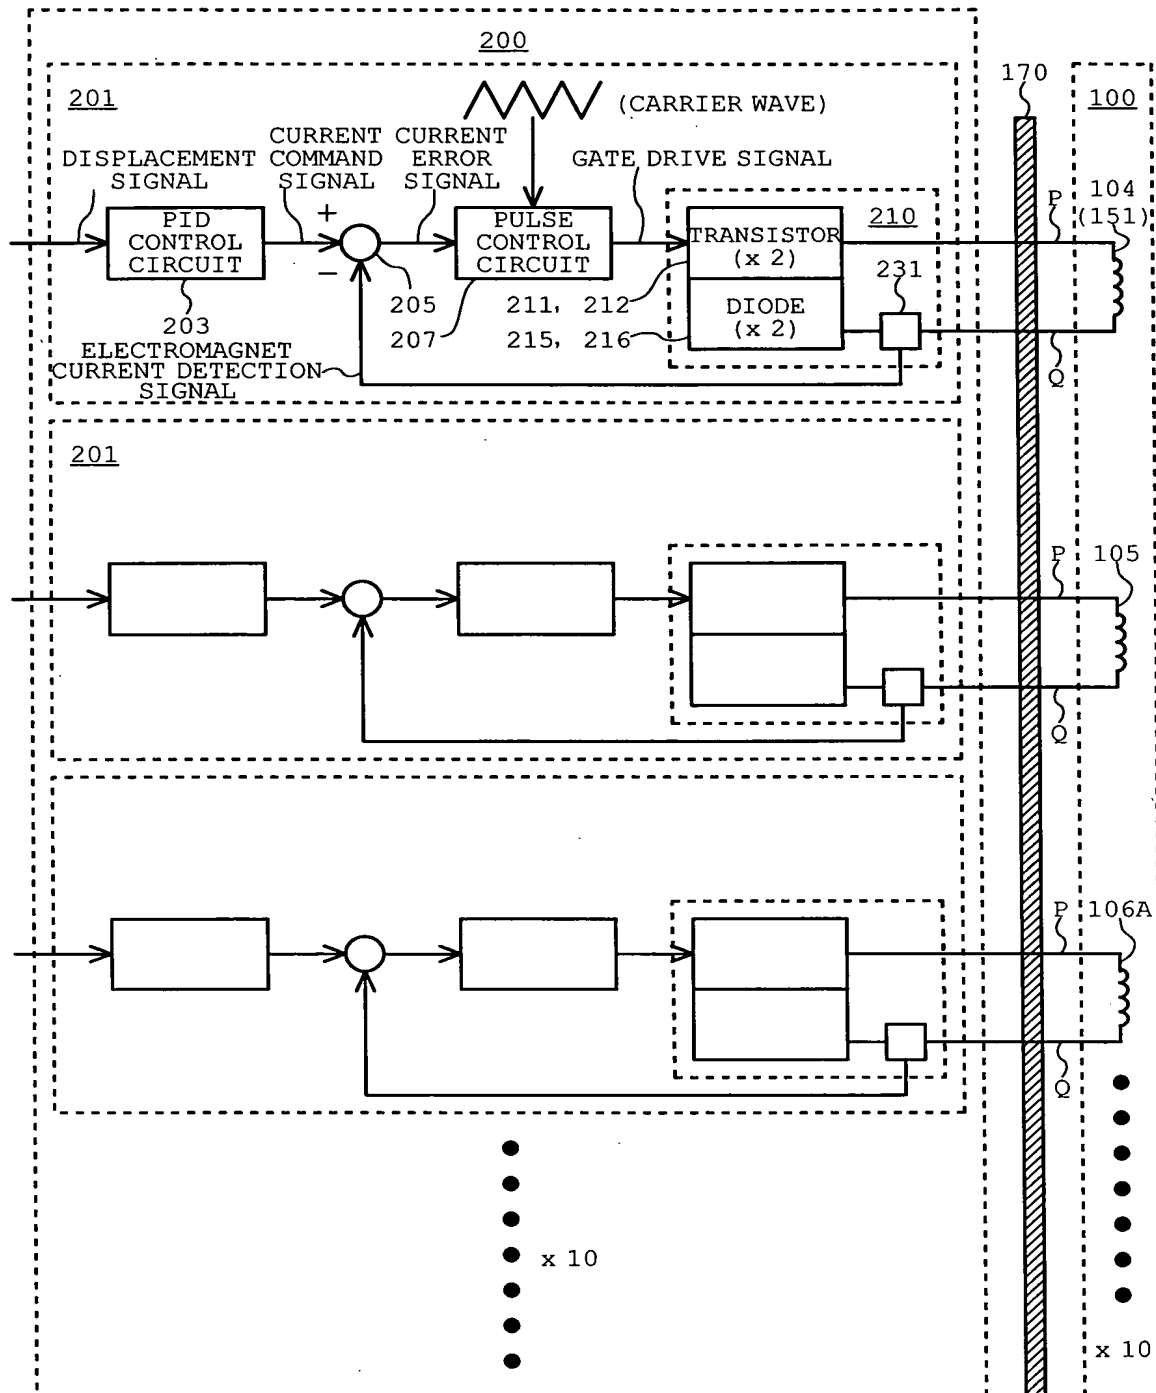 200
201
(CARRIER WAVE)
170
100
DISPLACEMENT
SIGNAL
CURRENT
COMMAND
SIGNAL
CURRENT
ERROR
SIGNAL
GATE DRIVE SIGNAL
+
−
PID
CONTROL
CIRCUIT
PULSE
CONTROL
CIRCUIT
210
TRANSISTOR
(x 2)
DIODE
(x 2)
P
104
(151)
231
203
205
207
211, 212
215, 216
ELECTROMAGNET
CURRENT DETECTION
SIGNAL
Q
201
P
105
Q
P
106A
Q
x 10
x 10